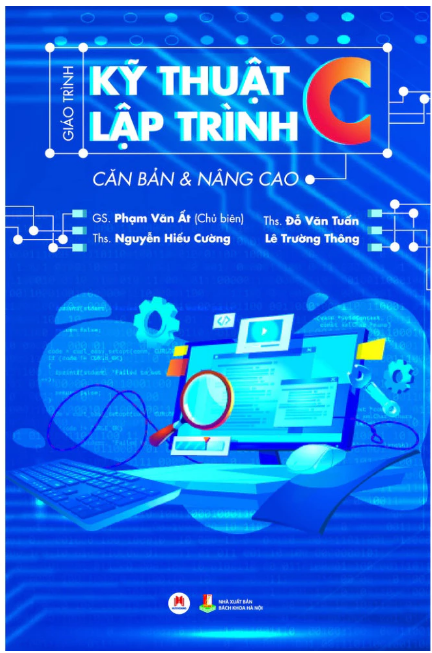 GIÁO TRÌNH
KỸ THUẬT
LẬP TRÌNH C
CĂN BẢN & NÂNG CAO
GS. Phạm Văn Ất (Chủ biên)
Ths. Đỗ Văn Tuấn
Ths. Nguyễn Hiếu Cường
Lê Trường Thông
</>
NHÀ XUẤT BẢN
BÁCH KHOA HÀ NỘI